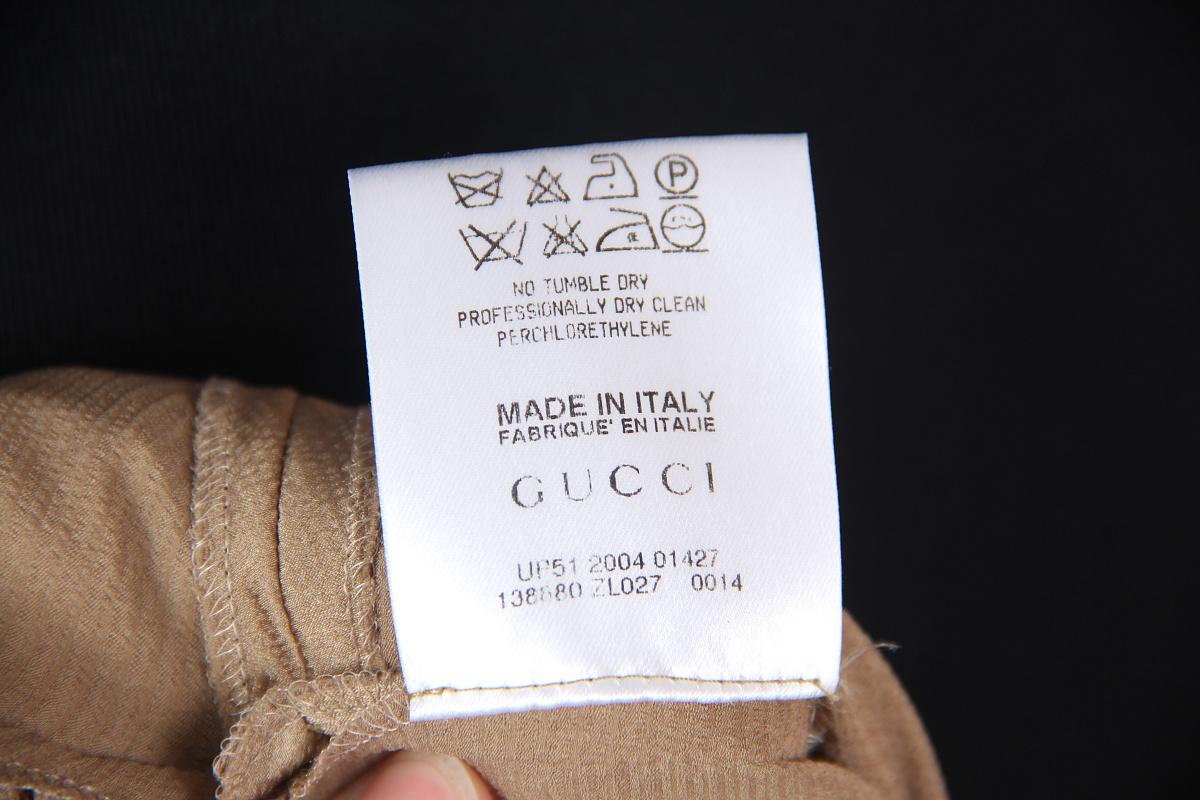 P
NO TUMBLE DRY
PROFESSIONALLY DRY CLEAN
PERCHLORETHYLENE
MADE IN ITALY
FABRIQUE' EN ITALIE
GUCCI
UP51 2004 01427
138680 ZL027 0014